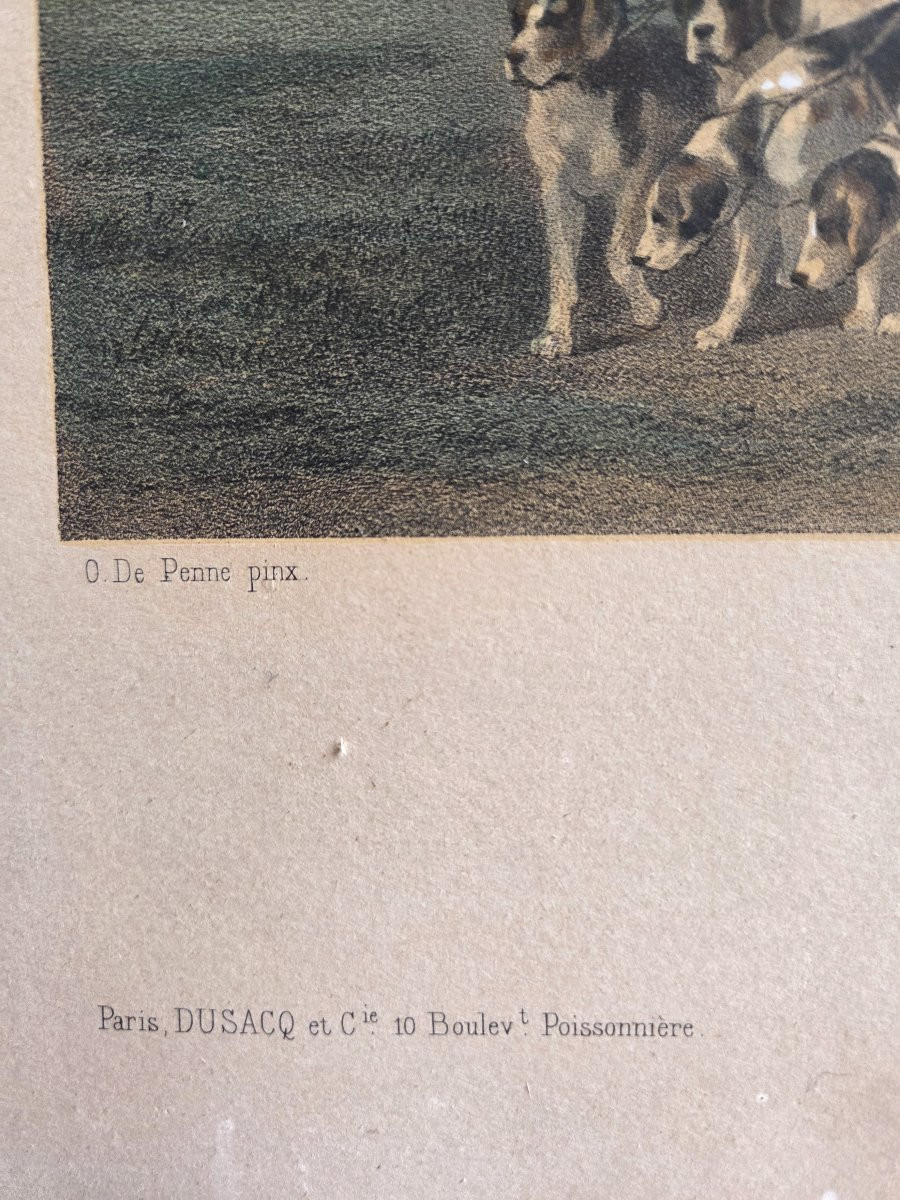 O. De Penne pinx.
Paris, DUSACQ et Cie. 10 Boulevt. Poissonnière.